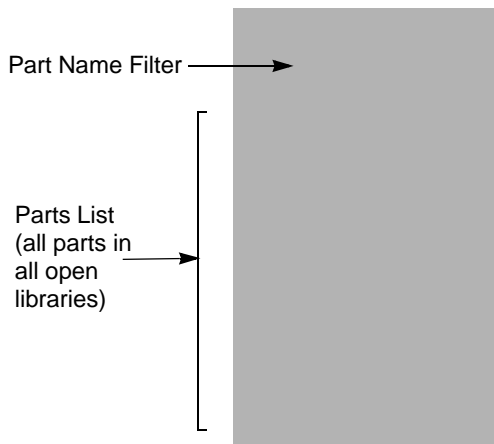 Part Name Filter
Parts List
(all parts in
all open
libraries)